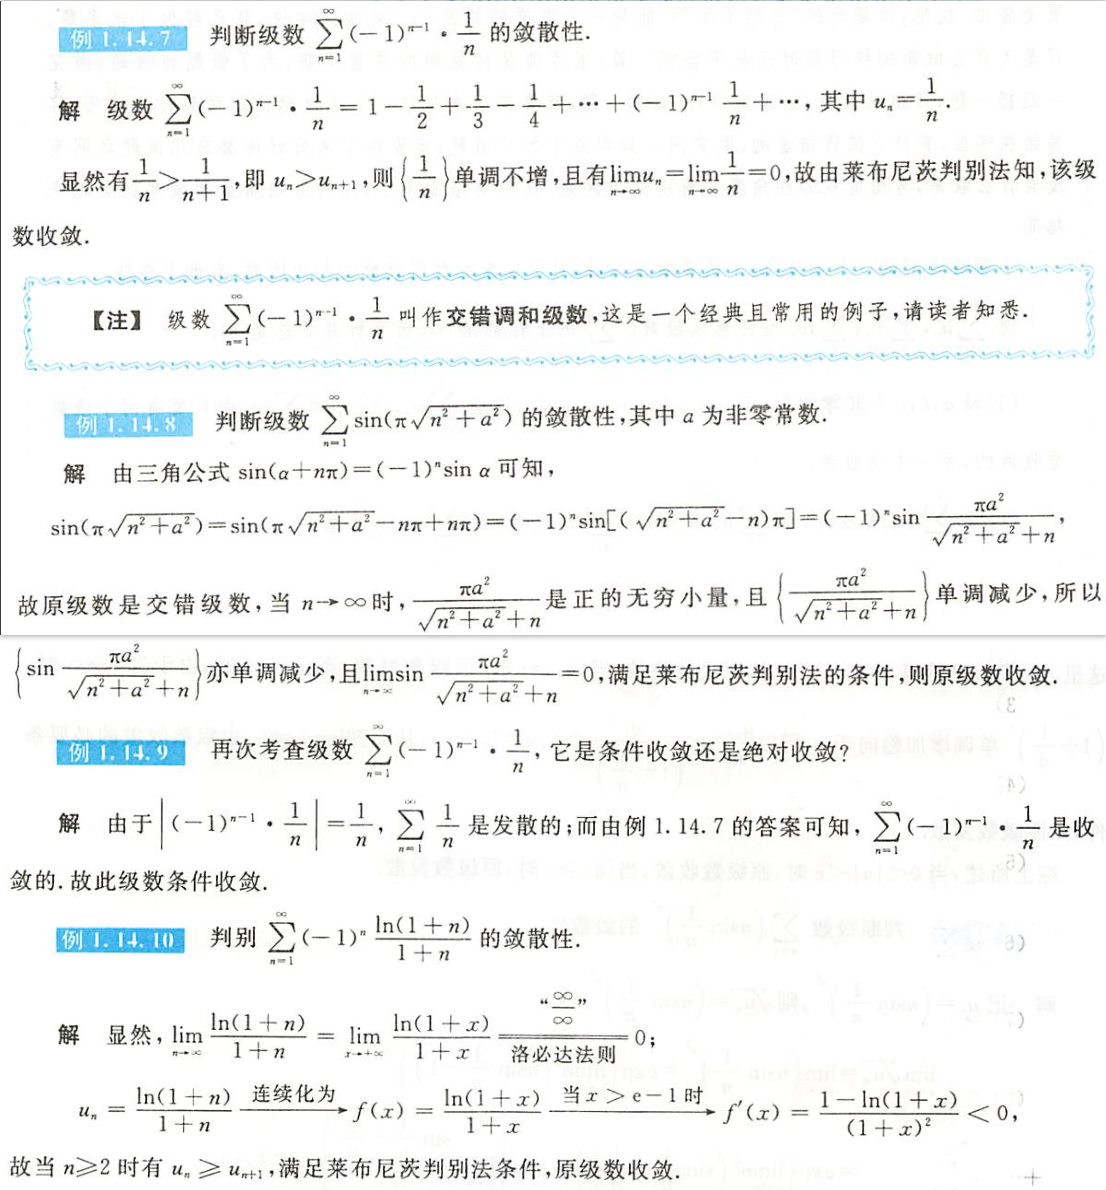 例 1.14.7 判断级数 $\sum_{n=1}^{\infty}(-1)^{n-1}\cdot\frac{1}{n}$ 的敛散性.
解 级数 $\sum_{n=1}^{\infty}(-1)^{n-1}\cdot\frac{1}{n}=1-\frac{1}{2}+\frac{1}{3}-\frac{1}{4}+\cdots+(-1)^{n-1}\frac{1}{n}+\cdots$, 其中 $u_n=\frac{1}{n}$.
显然有 $\frac{1}{n}>\frac{1}{n+1}$, 即 $u_n>u_{n+1}$, 则 $\left\{\frac{1}{n}\right\}$ 单调不增, 且有 $\lim_{n\to\infty}u_n=\lim_{n\to\infty}\frac{1}{n}=0$, 故由莱布尼茨判别法知, 该级
数收敛.
【注】 级数 $\sum_{n=1}^{\infty}(-1)^{n-1}\cdot\frac{1}{n}$ 叫作交错调和级数, 这是一个经典且常用的例子, 请读者知悉.
例 1.14.8 判断级数 $\sum_{n=1}^{\infty}\sin(\pi\sqrt{n^2+a^2})$ 的敛散性, 其中 a 为非零常数.
解 由三角公式 $\sin(\alpha+n\pi)=(-1)^n\sin\alpha$ 可知,
$\sin(\pi\sqrt{n^2+a^2})=\sin(\pi\sqrt{n^2+a^2}-n\pi+n\pi)=(-1)^n\sin[(\sqrt{n^2+a^2}-n)\pi]=(-1)^n\sin\frac{\pi a^2}{\sqrt{n^2+a^2}+n}$,
故原级数是交错级数, 当 $n\to\infty$ 时, $\frac{\pi a^2}{\sqrt{n^2+a^2}+n}$ 是正的无穷小量, 且 $\left\{\frac{\pi a^2}{\sqrt{n^2+a^2}+n}\right\}$ 单调减少, 所以
$\left\{\sin\frac{\pi a^2}{\sqrt{n^2+a^2}+n}\right\}$ 亦单调减少, 且 $\lim_{n\to\infty}\sin\frac{\pi a^2}{\sqrt{n^2+a^2}+n}=0$, 满足莱布尼茨判别法的条件, 则原级数收敛.
例 1.14.9 再次考查级数 $\sum_{n=1}^{\infty}(-1)^{n-1}\cdot\frac{1}{n}$, 它是条件收敛还是绝对收敛?
解 由于 $\left|(-1)^{n-1}\cdot\frac{1}{n}\right|=\frac{1}{n}$, $\sum_{n=1}^{\infty}\frac{1}{n}$ 是发散的; 而由例 1.14.7 的答案可知, $\sum_{n=1}^{\infty}(-1)^{n-1}\cdot\frac{1}{n}$ 是收
敛的. 故此级数条件收敛.
例 1.14.10 判别 $\sum_{n=1}^{\infty}(-1)^n\frac{\ln(1+n)}{1+n}$ 的敛散性.
解 显然, $\lim_{n\to\infty}\frac{\ln(1+n)}{1+n}=\lim_{x\to+\infty}\frac{\ln(1+x)}{1+x}\overset{“\frac{\infty}{\infty}”}{\underset{洛必达法则}{=}}0$;
$u_n=\frac{\ln(1+n)}{1+n}\xrightarrow{连续化为}f(x)=\frac{\ln(1+x)}{1+x}\xrightarrow{当 x>e-1 时}f'(x)=\frac{1-\ln(1+x)}{(1+x)^2}<0$,
故当 $n\geqslant2$ 时有 $u_n\geqslant u_{n+1}$, 满足莱布尼茨判别法条件, 原级数收敛.